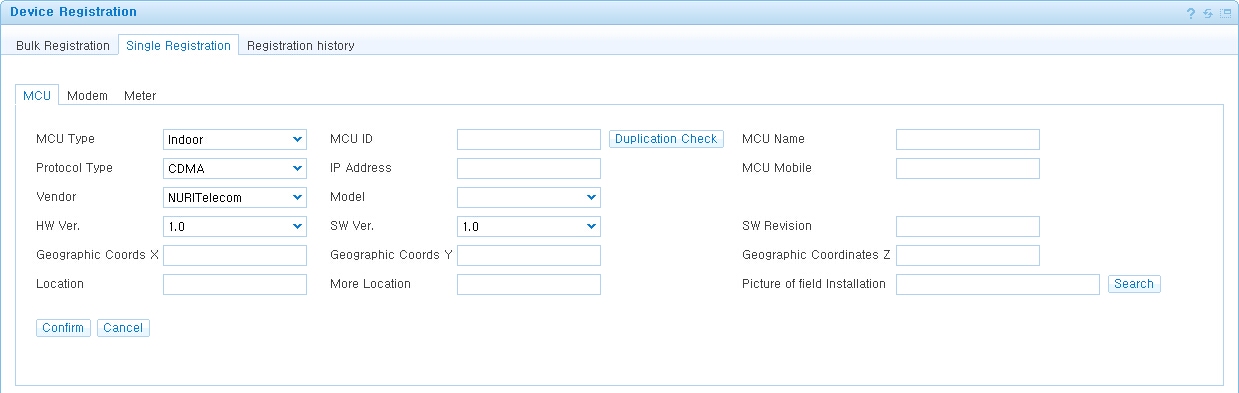 Device Registration
Bulk Registration Single Registration Registration history
MCU Modem Meter
MCU Type Indoor MCU ID Duplication Check MCU Name
Protocol Type CDMA IP Address MCU Mobile
Vendor NURITelecom Model
HW Ver. 1.0 SW Ver. 1.0 SW Revision
Geographic Coords X Geographic Coords Y Geographic Coordinates Z
Location More Location Picture of field Installation Search
Confirm Cancel